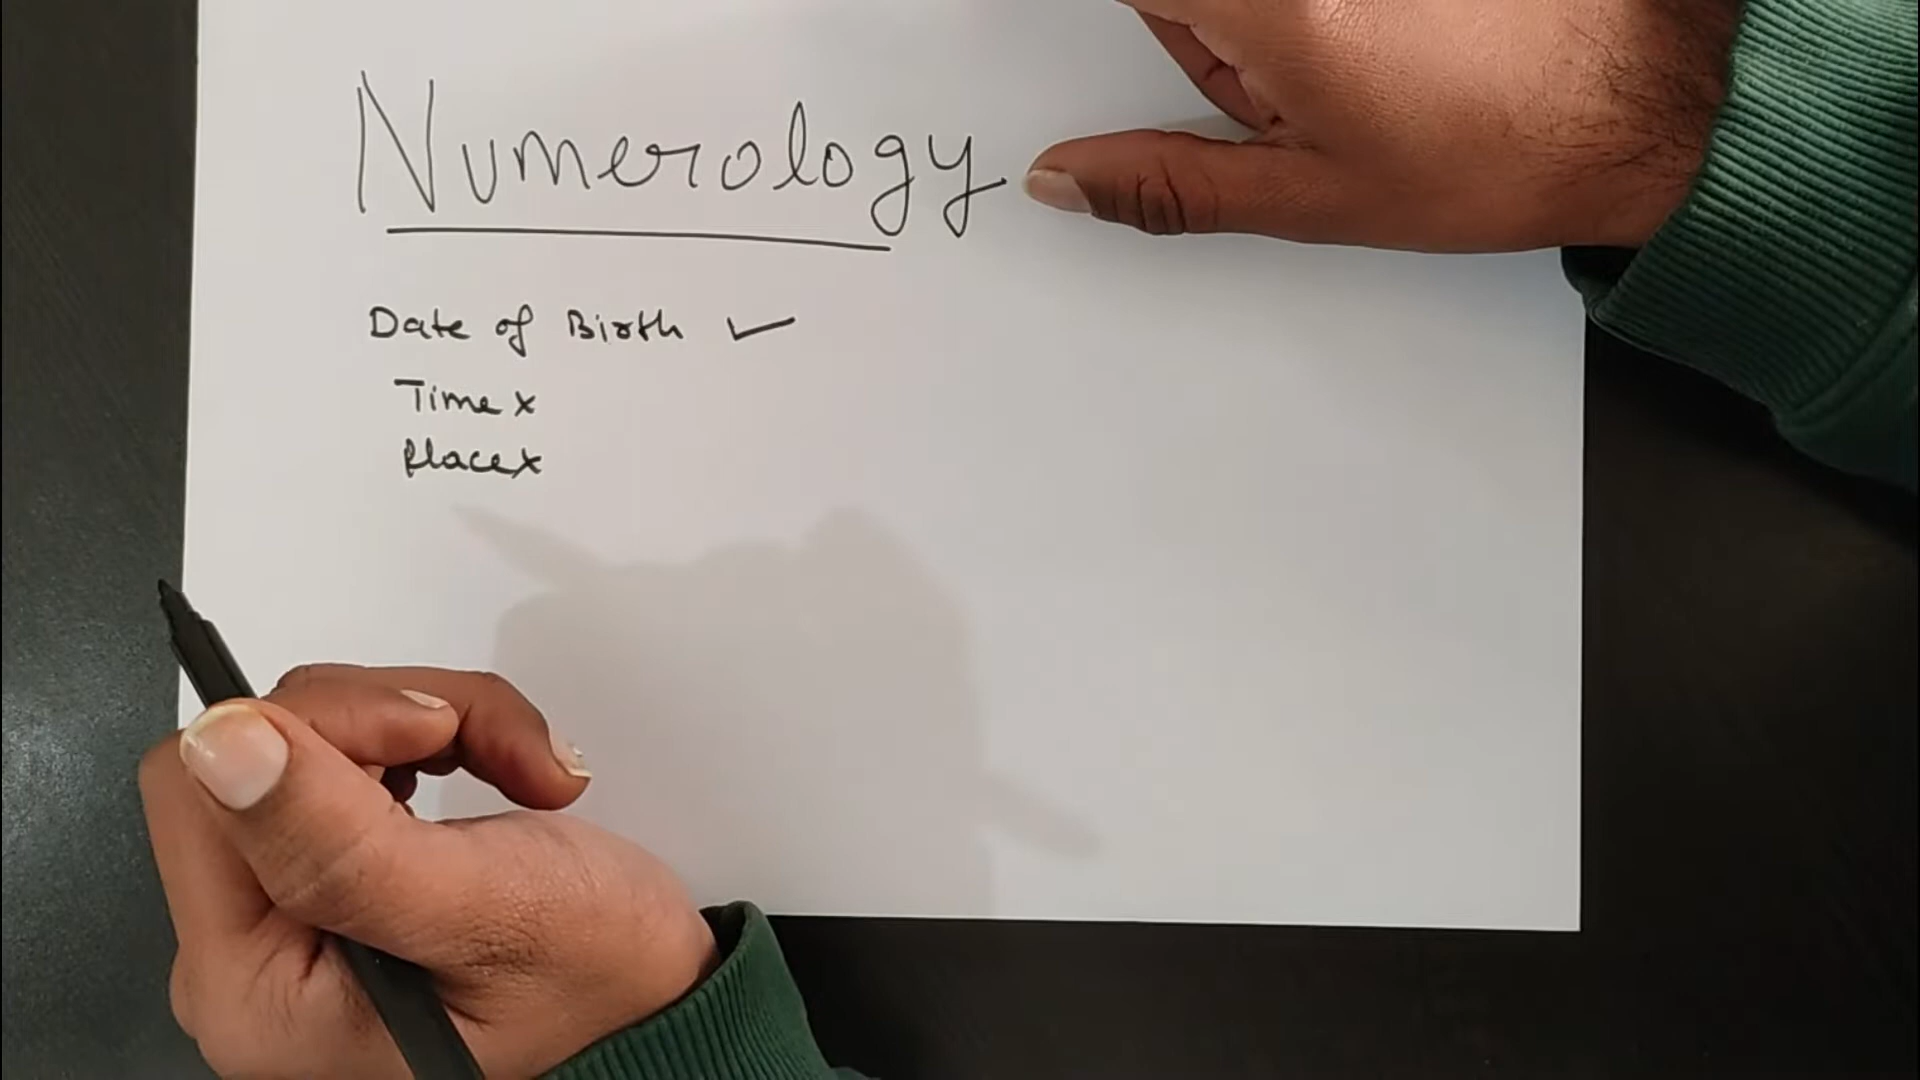 Numerology
Date of Birth ✓
Time x
Place x